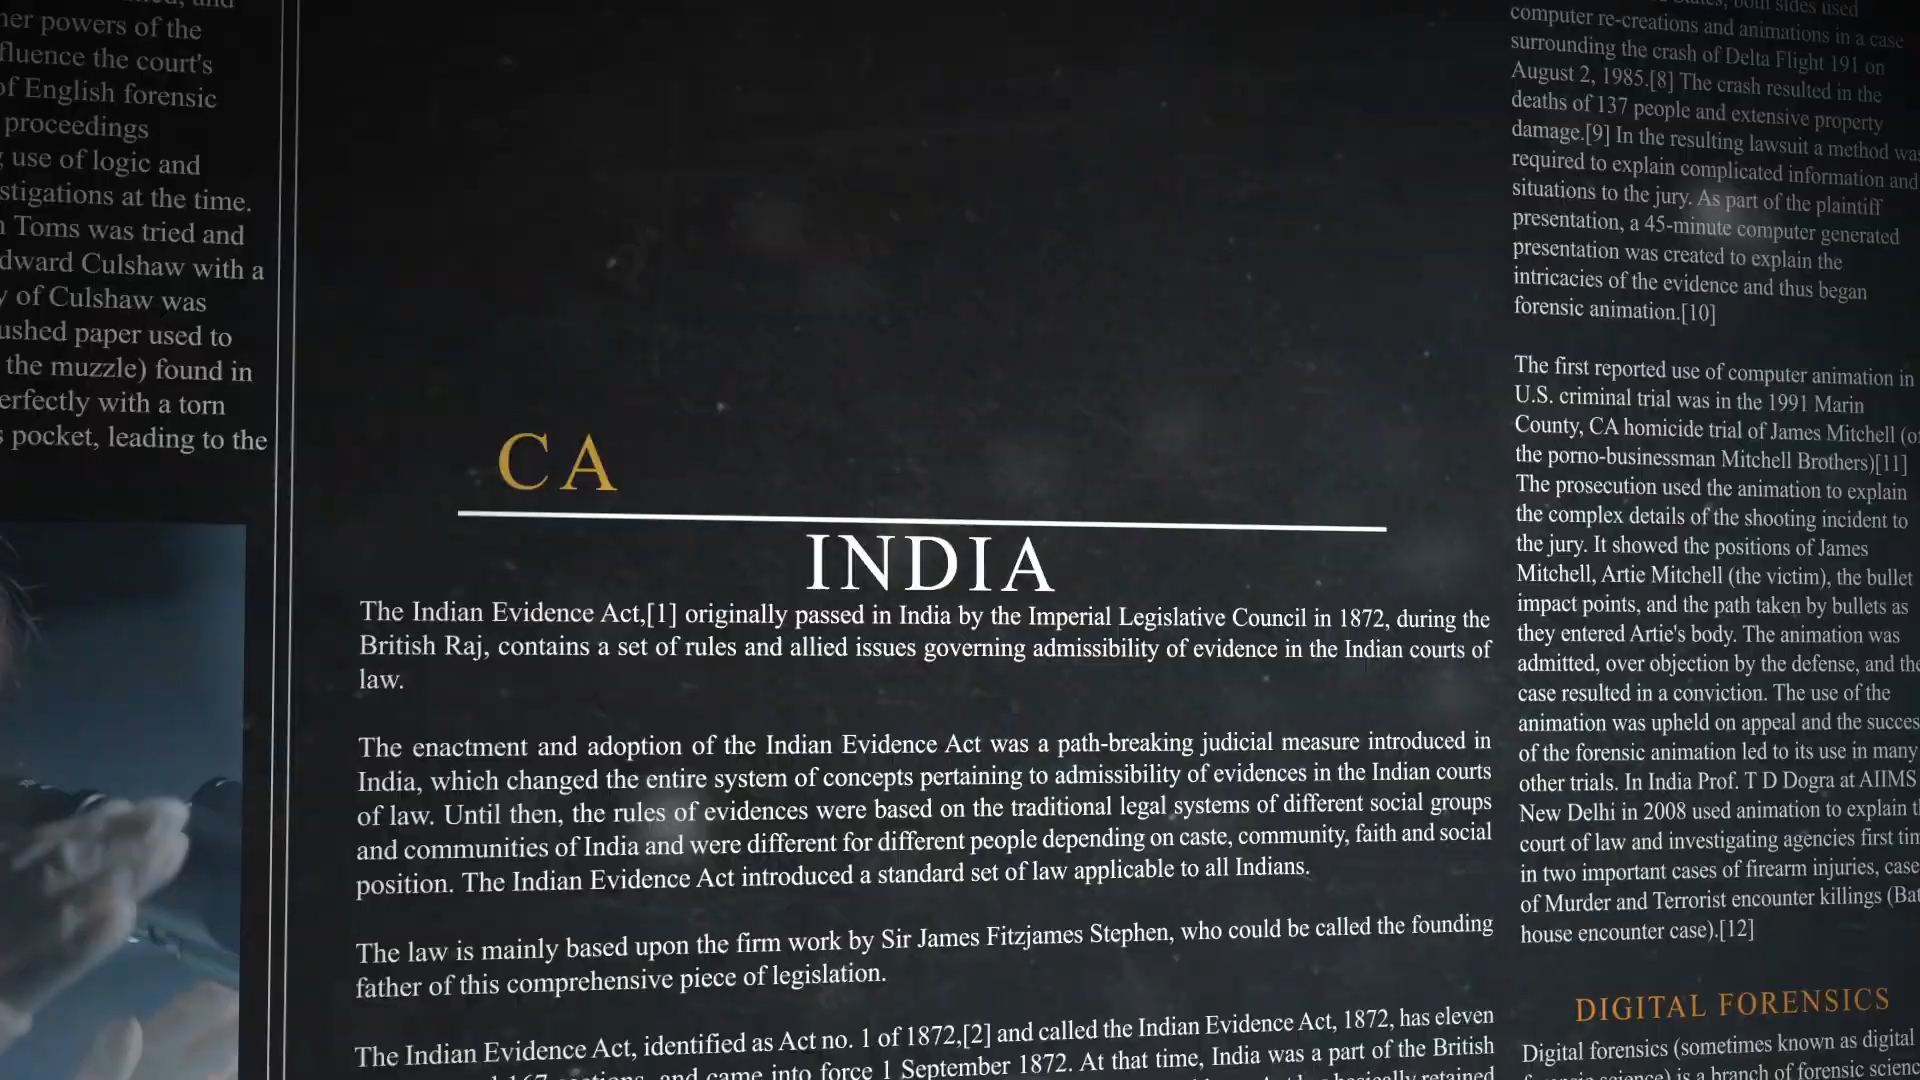 her powers of the
fluence the court's
of English forensic
proceedings
use of logic and
stigations at the time.
Toms was tried and
dward Culshaw with a
of Culshaw was
ushed paper used to
the muzzle) found in
erfectly with a torn
pocket, leading to the
CA
INDIA
The Indian Evidence Act,[1] originally passed in India by the Imperial Legislative Council in 1872, during the
British Raj, contains a set of rules and allied issues governing admissibility of evidence in the Indian courts of
law.
The enactment and adoption of the Indian Evidence Act was a path-breaking judicial measure introduced in
India, which changed the entire system of concepts pertaining to admissibility of evidences in the Indian courts
of law. Until then, the rules of evidences were based on the traditional legal systems of different social groups
and communities of India and were different for different people depending on caste, community, faith and social
position. The Indian Evidence Act introduced a standard set of law applicable to all Indians.
The law is mainly based upon the firm work by Sir James Fitzjames Stephen, who could be called the founding
father of this comprehensive piece of legislation.
The Indian Evidence Act, identified as Act no. 1 of 1872,[2] and called the Indian Evidence Act, 1872, has eleven
and came into force 1 September 1872. At that time, India was a part of the British
both sides used
computer re-creations and animations in a case
surrounding the crash of Delta Flight 191 on
August 2, 1985.[8] The crash resulted in the
deaths of 137 people and extensive property
damage.[9] In the resulting lawsuit a method was
required to explain complicated information and
situations to the jury. As part of the plaintiff
presentation, a 45-minute computer generated
presentation was created to explain the
intricacies of the evidence and thus began
forensic animation.[10]
The first reported use of computer animation in
U.S. criminal trial was in the 1991 Marin
County, CA homicide trial of James Mitchell (of
the porno-businessman Mitchell Brothers)[11]
The prosecution used the animation to explain
the complex details of the shooting incident to
the jury. It showed the positions of James
Mitchell, Artie Mitchell (the victim), the bullet
impact points, and the path taken by bullets as
they entered Artie's body. The animation was
admitted, over objection by the defense, and the
case resulted in a conviction. The use of the
animation was upheld on appeal and the succes
of the forensic animation led to its use in many
other trials. In India Prof. T D Dogra at AIIMS
New Delhi in 2008 used animation to explain t
court of law and investigating agencies first tim
in two important cases of firearm injuries, case
of Murder and Terrorist encounter killings (Bat
house encounter case).[12]
DIGITAL FORENSICS
Digital forensics (sometimes known as digital
is a branch of forensic scienc